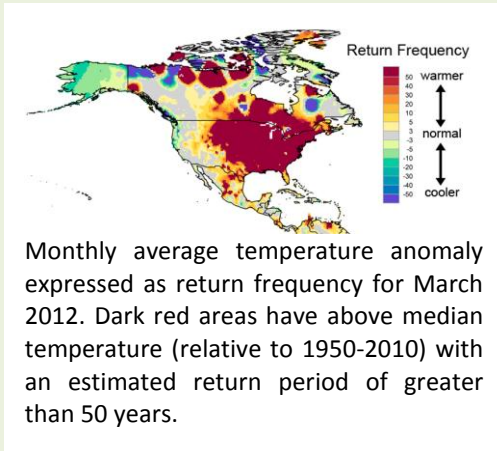 Return Frequency
50
40
30
20
10
5
3
-3
-5
-10
-20
-30
-40
-50
warmer
normal
cooler
Monthly average temperature anomaly
expressed as return frequency for March
2012. Dark red areas have above median
temperature (relative to 1950-2010) with
an estimated return period of greater
than 50 years.